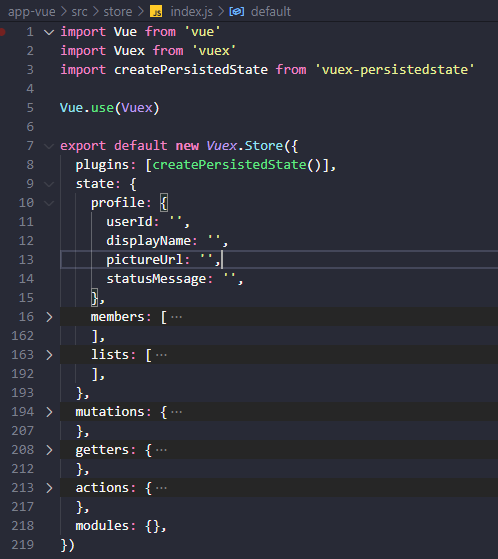 app-vue > src > store > JS index.js > default
1 import Vue from 'vue'
2 import Vuex from 'vuex'
3 import createPersistedState from 'vuex-persistedstate'
4
5 Vue.use(Vuex)
6
7 export default new Vuex.Store({
8   plugins: [createPersistedState()],
9   state: {
10     profile: {
11       userId: '',
12       displayName: '',
13       pictureUrl: '',
14       statusMessage: '',
15     },
16     members: [ ···
162     ],
163     lists: [ ···
192     ],
193   },
194   mutations: { ···
207   },
208   getters: { ···
212   },
213   actions: { ···
217   },
218   modules: {},
219 })